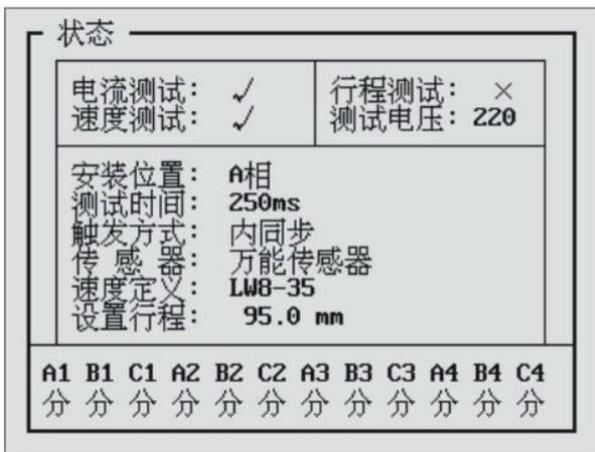 状态
电流测试: √ 行程测试: ×
速度测试: √ 测试电压: 220
安装位置: A相
测试时间: 250ms
触发方式: 内同步
传 感 器: 万能传感器
速度定义: LW8-35
设置行程: 95.0 mm
A1 B1 C1 A2 B2 C2 A3 B3 C3 A4 B4 C4
分 分 分 分 分 分 分 分 分 分 分 分